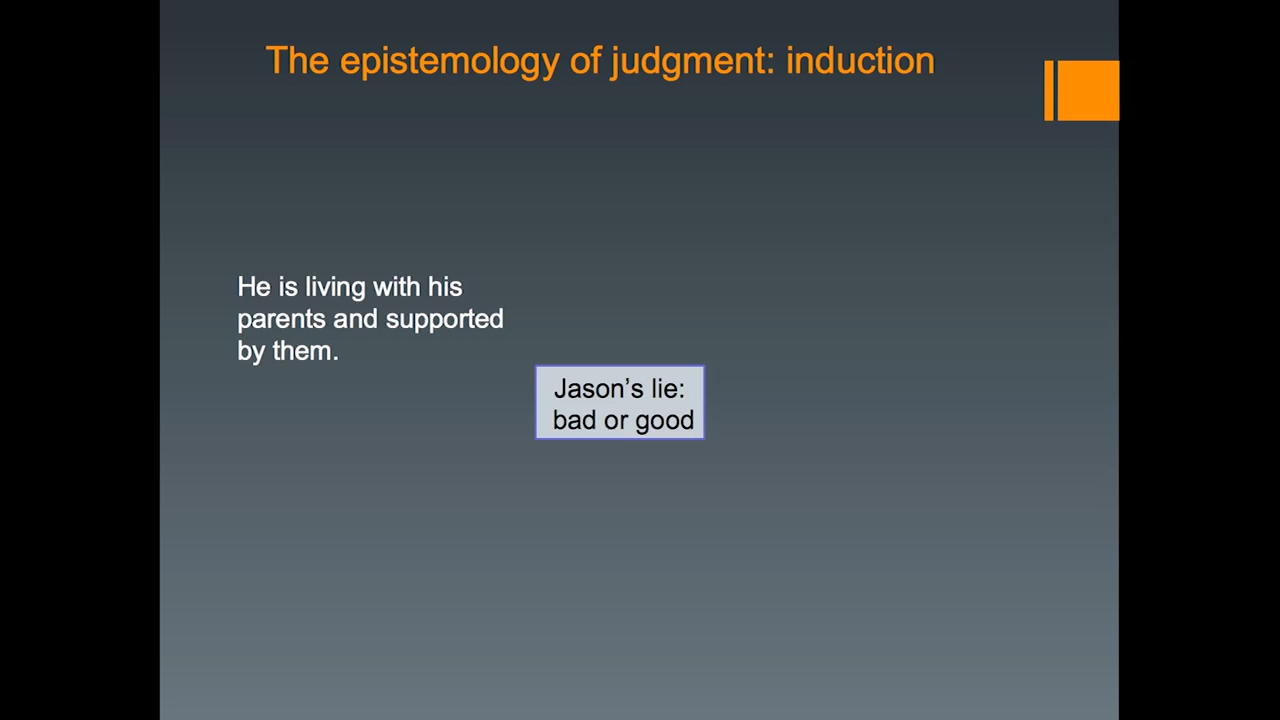 The epistemology of judgment: induction
He is living with his
parents and supported
by them.
Jason’s lie:
bad or good